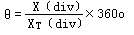 θ= X (div) / X_T (div) ×360o